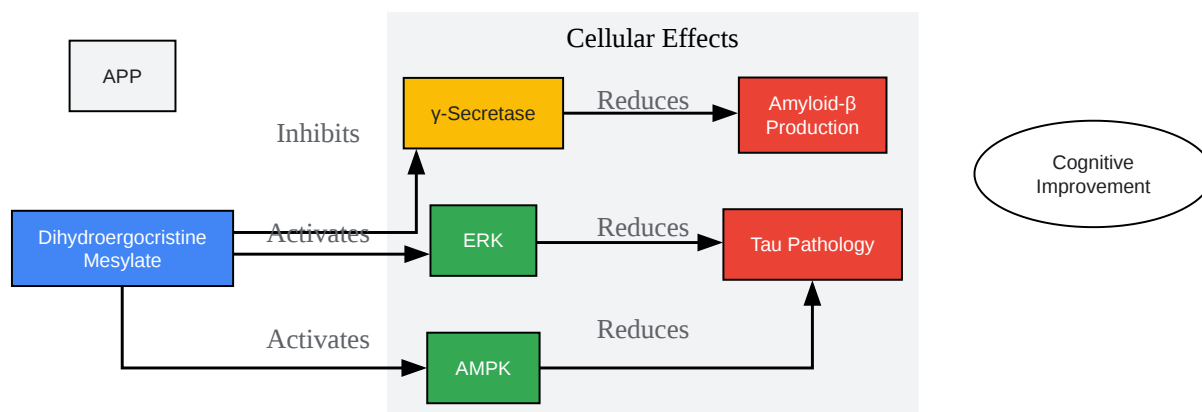 Cellular Effects
APP
γ-Secretase
Reduces
Amyloid-β
Production
Inhibits
Cognitive
Improvement
Dihydroergocristine
Mesylate
Activates
ERK
Reduces
Tau Pathology
Activates
AMPK
Reduces